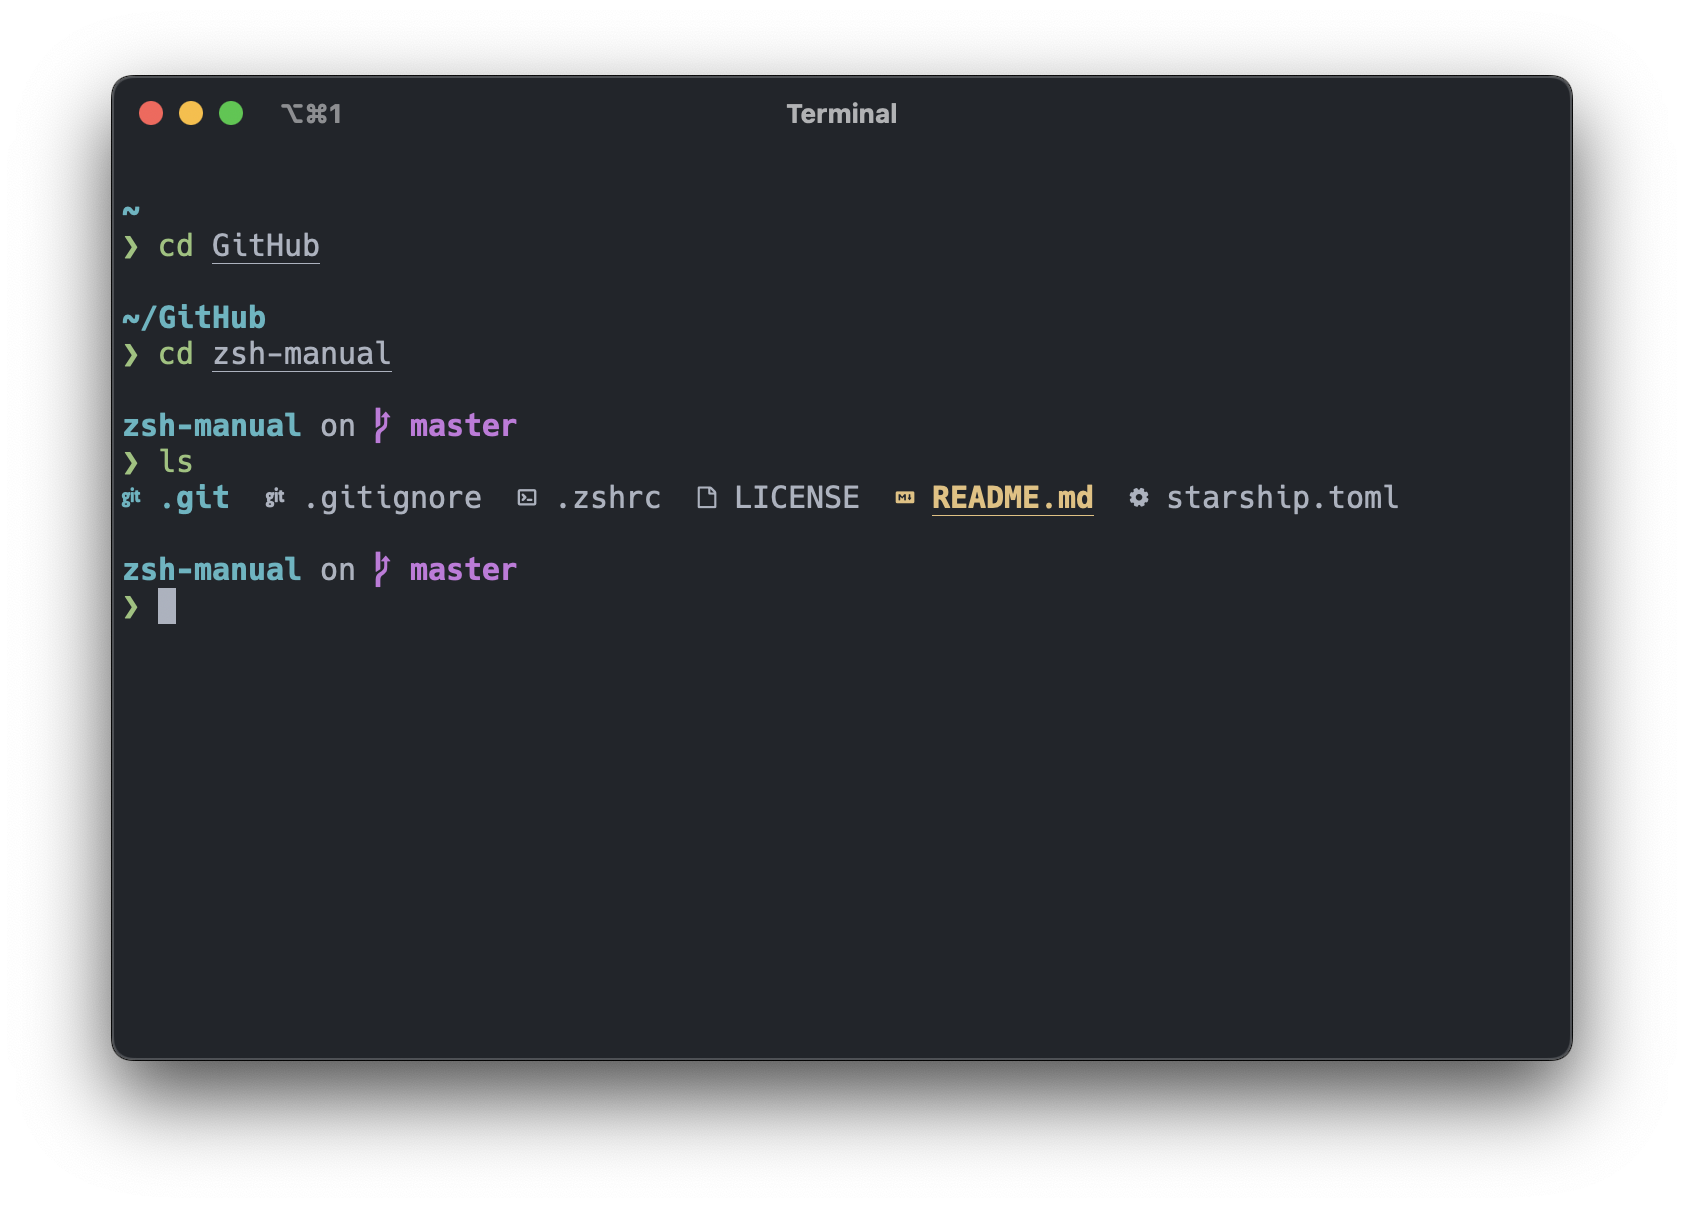 ⌥⌘1 Terminal
~
❯ cd GitHub
~/GitHub
❯ cd zsh-manual
zsh-manual on master
❯ ls
git .git git .gitignore .zshrc LICENSE README.md starship.toml
zsh-manual on master
❯